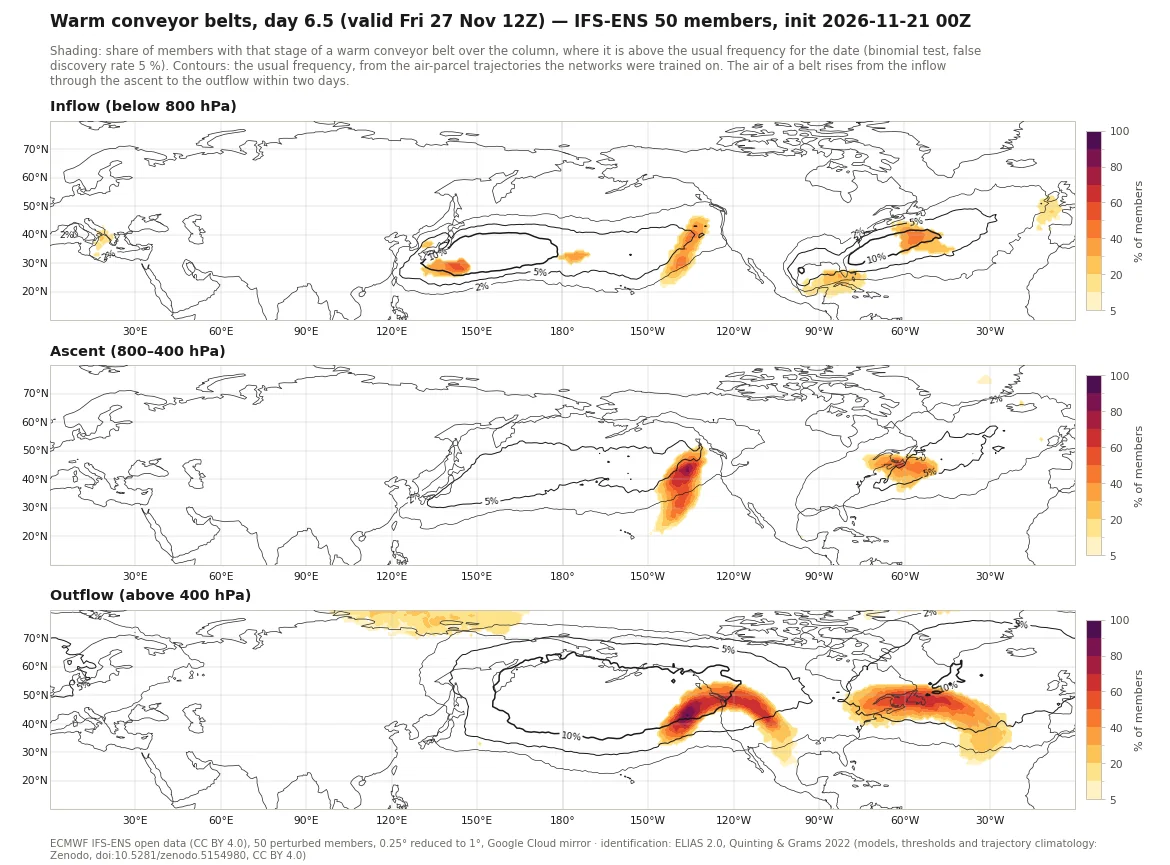 Warm conveyor belts, day 6.5 (valid Fri 27 Nov 12Z) — IFS-ENS 50 members, init 2026-11-21 00Z
Shading: share of members with that stage of a warm conveyor belt over the column, where it is above the usual frequency for the date (binomial test, false
discovery rate 5 %). Contours: the usual frequency, from the air-parcel trajectories the networks were trained on. The air of a belt rises from the inflow
through the ascent to the outflow within two days.
Inflow (below 800 hPa)
70°N
60°N
50°N
40°N
30°N
20°N
2%
2%
10%
5%
2%
2%
5%
10%
30°E 60°E 90°E 120°E 150°E 180° 150°W 120°W 90°W 60°W 30°W
100
80
60
40
20
5
% of members
Ascent (800–400 hPa)
70°N
60°N
50°N
40°N
30°N
20°N
2%
5%
2%
5%
30°E 60°E 90°E 120°E 150°E 180° 150°W 120°W 90°W 60°W 30°W
100
80
60
40
20
5
% of members
Outflow (above 400 hPa)
70°N
60°N
50°N
40°N
30°N
20°N
5%
5%
10%
2%
5%
10%
30°E 60°E 90°E 120°E 150°E 180° 150°W 120°W 90°W 60°W 30°W
100
80
60
40
20
5
% of members
ECMWF IFS-ENS open data (CC BY 4.0), 50 perturbed members, 0.25° reduced to 1°, Google Cloud mirror · identification: ELIAS 2.0, Quinting & Grams 2022 (models, thresholds and trajectory climatology:
Zenodo, doi:10.5281/zenodo.5154980, CC BY 4.0)